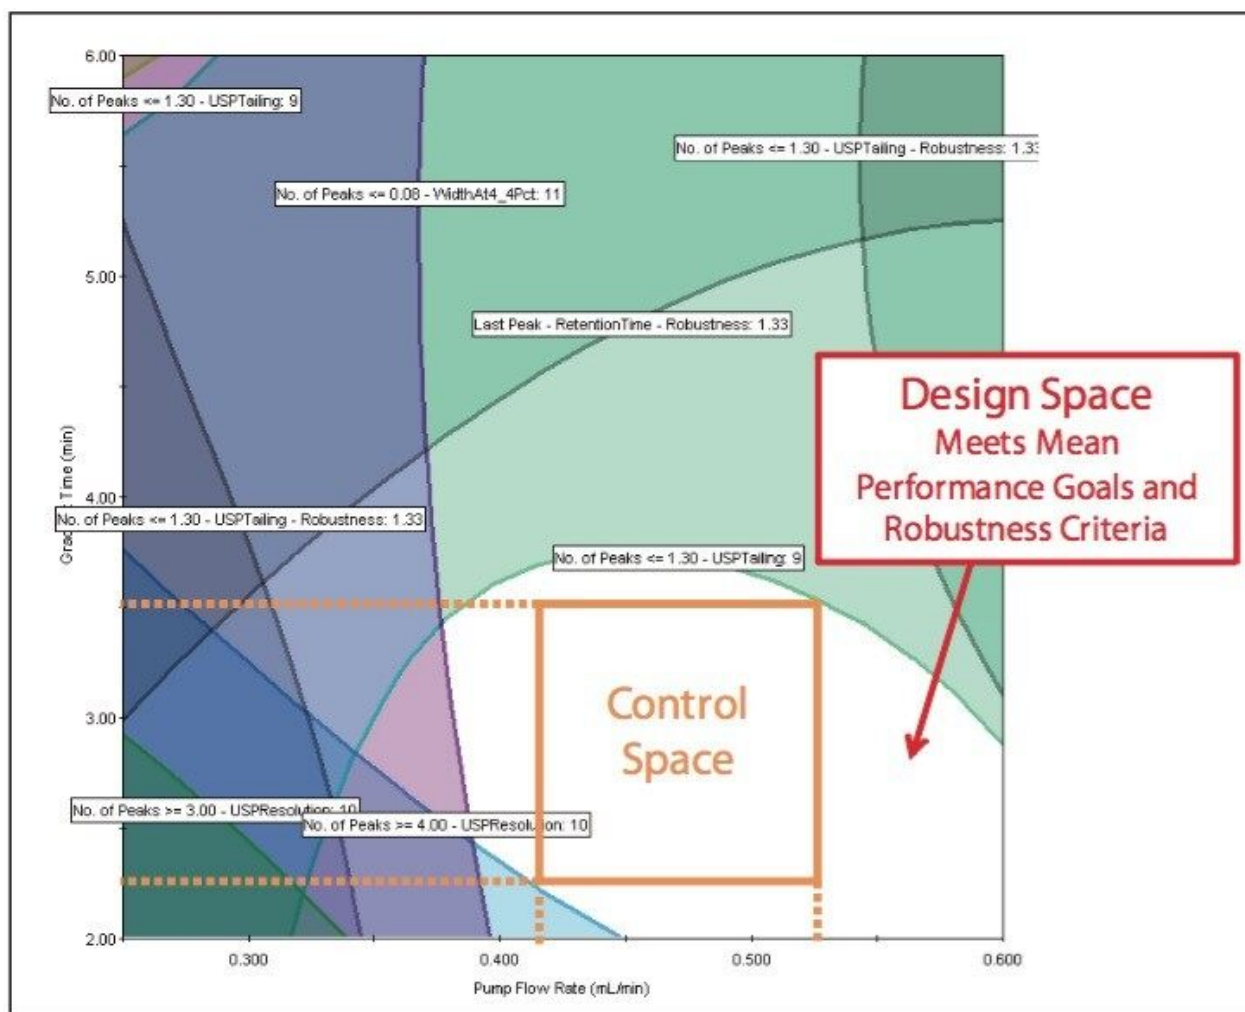 6.00
No. of Peaks <= 1.30 - USPTailing: 9
No. of Peaks <= 1.30 - USPTailing - Robustness: 1.33
No. of Peaks <= 0.08 - WidthAt4_4Pct: 11
5.00
Last Peak - RetentionTime - Robustness: 1.33
Design Space
Meets Mean
Performance Goals and
Robustness Criteria
4.00
No. of Peaks <= 1.30 - USPTailing - Robustness: 1.33
Time (min)
No. of Peaks <= 1.30 - USPTailing: 9
3.00
Control
Space
No. of Peaks >= 3.00 - USPResolution: 10
No. of Peaks >= 4.00 - USPResolution: 10
2.00
0.300
0.400
0.500
0.600
Pump Flow Rate (mL/min)